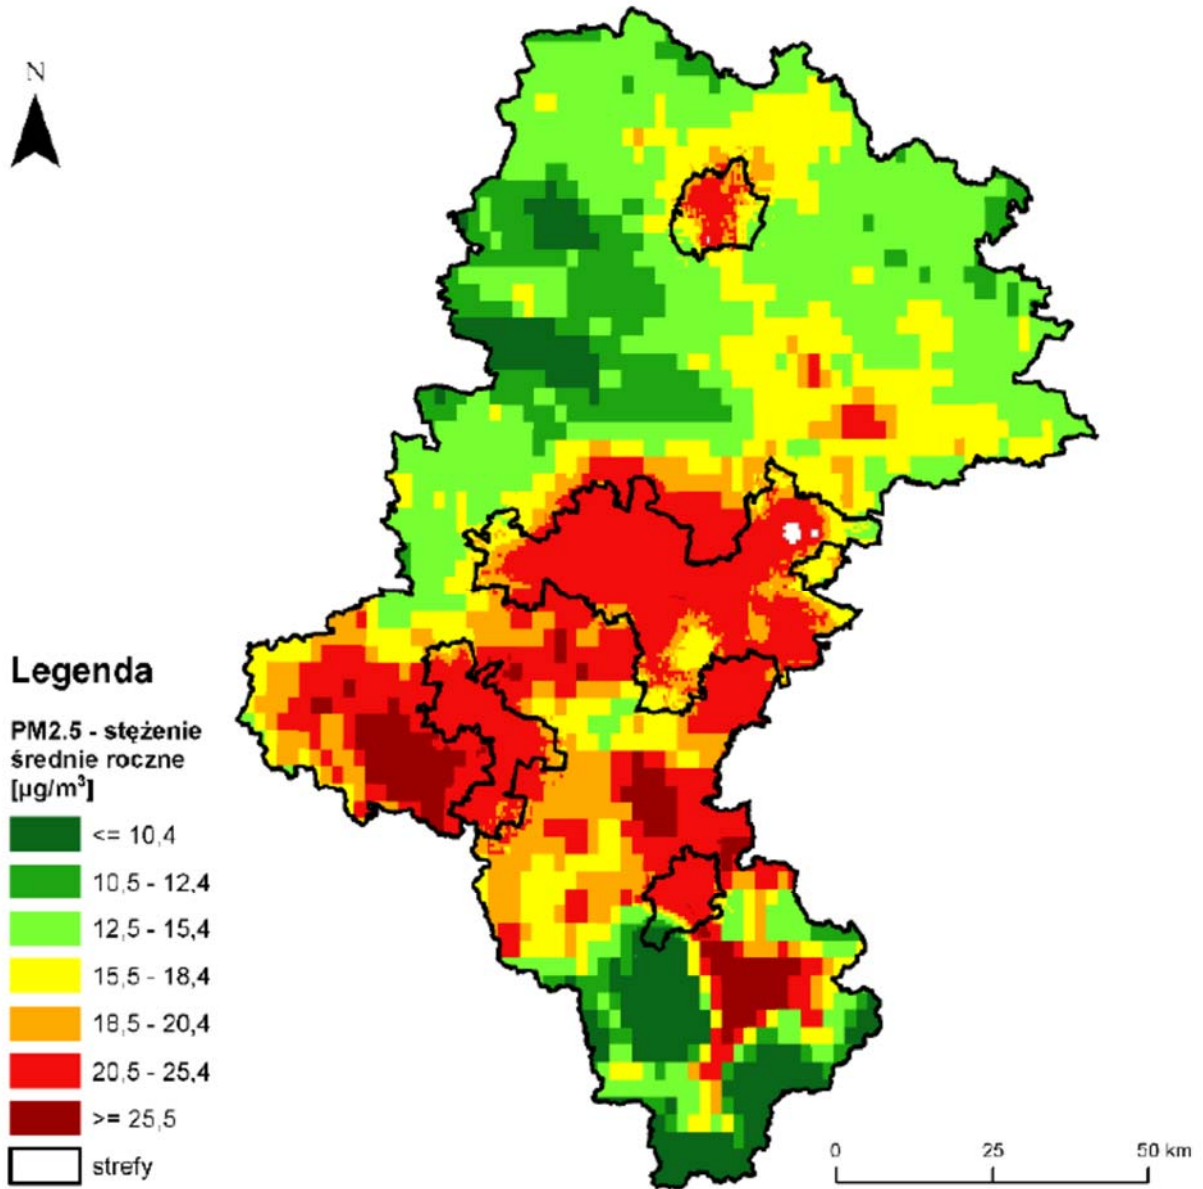 N
Legenda
PM2.5 - stężenie
średnie roczne
[µg/m³]
<= 10,4
10,5 - 12,4
12,5 - 15,4
15,5 - 18,4
18,5 - 20,4
20,5 - 25,4
>= 25,5
strefy
0 25 50 km